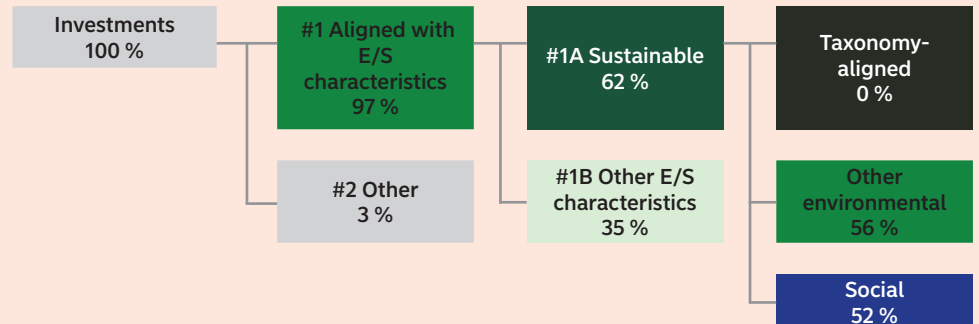 Investments
100 %
#1 Aligned with
E/S
characteristics
97 %
#2 Other
3 %
#1A Sustainable
62 %
#1B Other E/S
characteristics
35 %
Taxonomy-
aligned
0 %
Other
environmental
56 %
Social
52 %